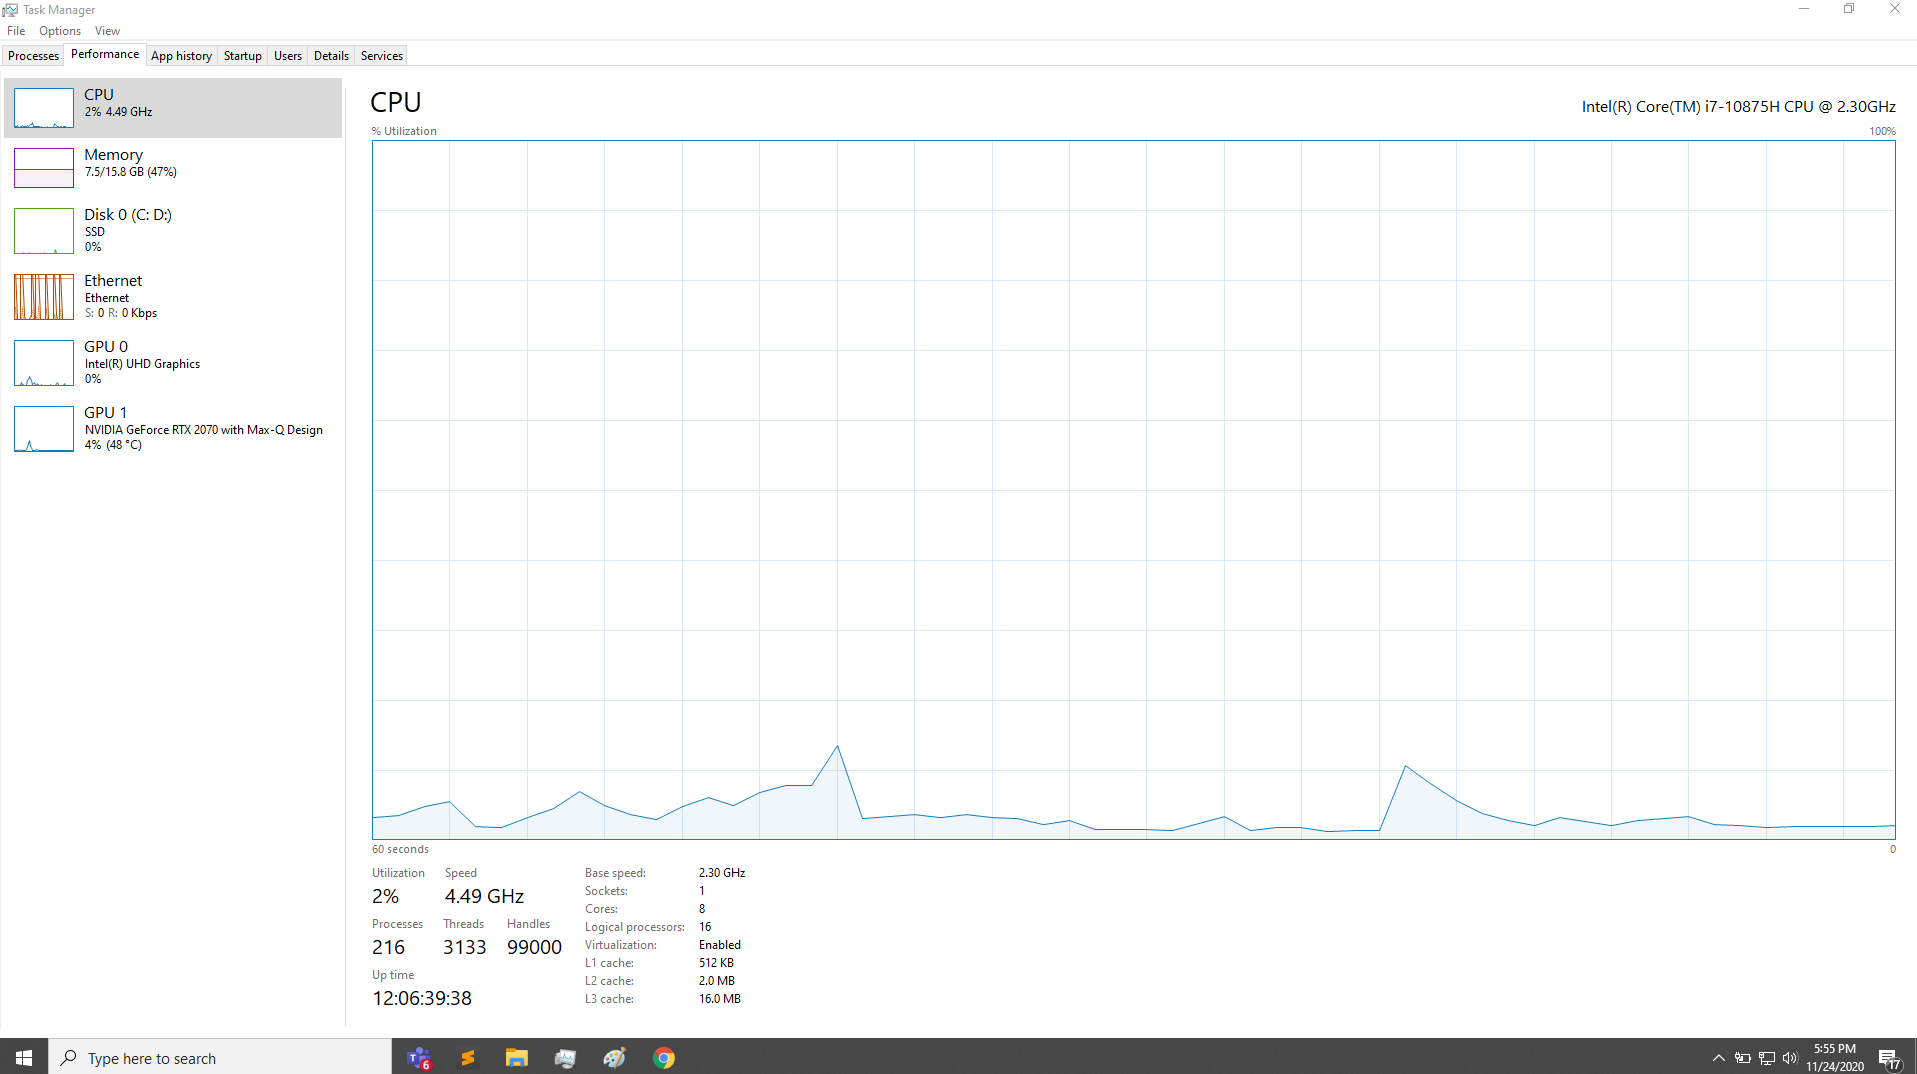 Task Manager
File Options View
Processes Performance App history Startup Users Details Services
CPU
2% 4.49 GHz
Memory
7.5/15.8 GB (47%)
Disk 0 (C: D:)
SSD
0%
Ethernet
Ethernet
S: 0 R: 0 Kbps
GPU 0
Intel(R) UHD Graphics
0%
GPU 1
NVIDIA GeForce RTX 2070 with Max-Q Design
4% (48 °C)
CPU
Intel(R) Core(TM) i7-10875H CPU @ 2.30GHz
% Utilization
100%
60 seconds
0
Utilization Speed
2% 4.49 GHz
Processes Threads Handles
216 3133 99000
Up time
12:06:39:38
Base speed: 2.30 GHz
Sockets: 1
Cores: 8
Logical processors: 16
Virtualization: Enabled
L1 cache: 512 KB
L2 cache: 2.0 MB
L3 cache: 16.0 MB
Type here to search
6
5:55 PM
11/24/2020
17